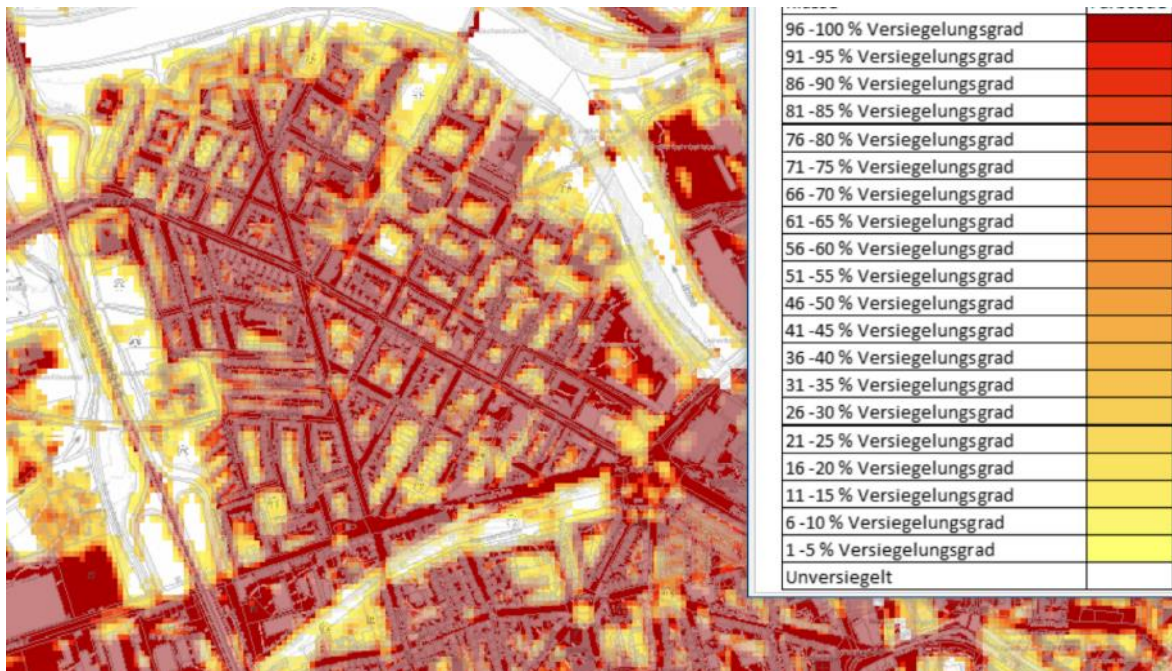 96 -100 % Versiegelungsgrad
91 -95 % Versiegelungsgrad
86 -90 % Versiegelungsgrad
81 -85 % Versiegelungsgrad
76 -80 % Versiegelungsgrad
71 -75 % Versiegelungsgrad
66 -70 % Versiegelungsgrad
61 -65 % Versiegelungsgrad
56 -60 % Versiegelungsgrad
51 -55 % Versiegelungsgrad
46 -50 % Versiegelungsgrad
41 -45 % Versiegelungsgrad
36 -40 % Versiegelungsgrad
31 -35 % Versiegelungsgrad
26 -30 % Versiegelungsgrad
21 -25 % Versiegelungsgrad
16 -20 % Versiegelungsgrad
11 -15 % Versiegelungsgrad
6 -10 % Versiegelungsgrad
1 -5 % Versiegelungsgrad
Unversiegelt